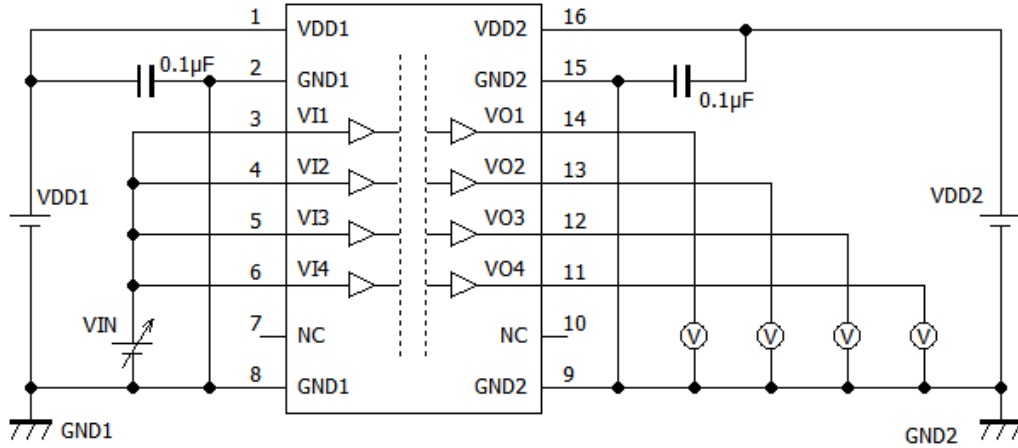 1 VDD1 VDD2 16
0.1µF 2 GND1 GND2 15
0.1µF
3 VI1 VO1 14
4 VI2 VO2 13
VDD1 VDD2
5 VI3 VO3 12
6 VI4 VO4 11
VIN 7 NC NC 10 V V V V
8 GND1 GND2 9
GND1 GND2